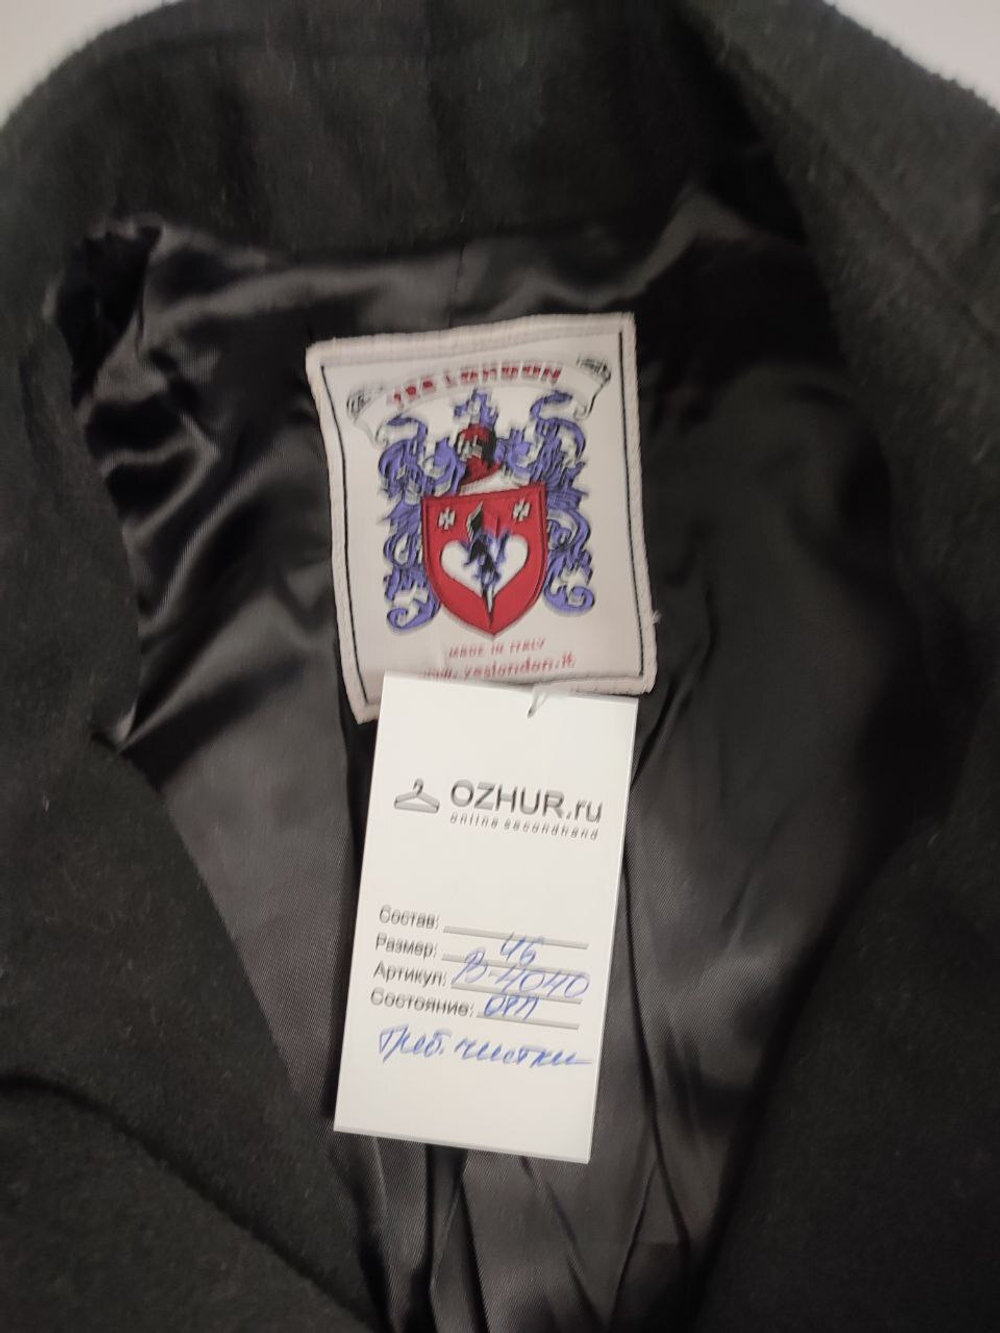 YES LONDON
MADE IN ITALY
www.yeslondon.it
OZHUR.ru
online secondhand
Состав:
Размер: 46
Артикул: В-4040
Состояние:
Треб. чистки